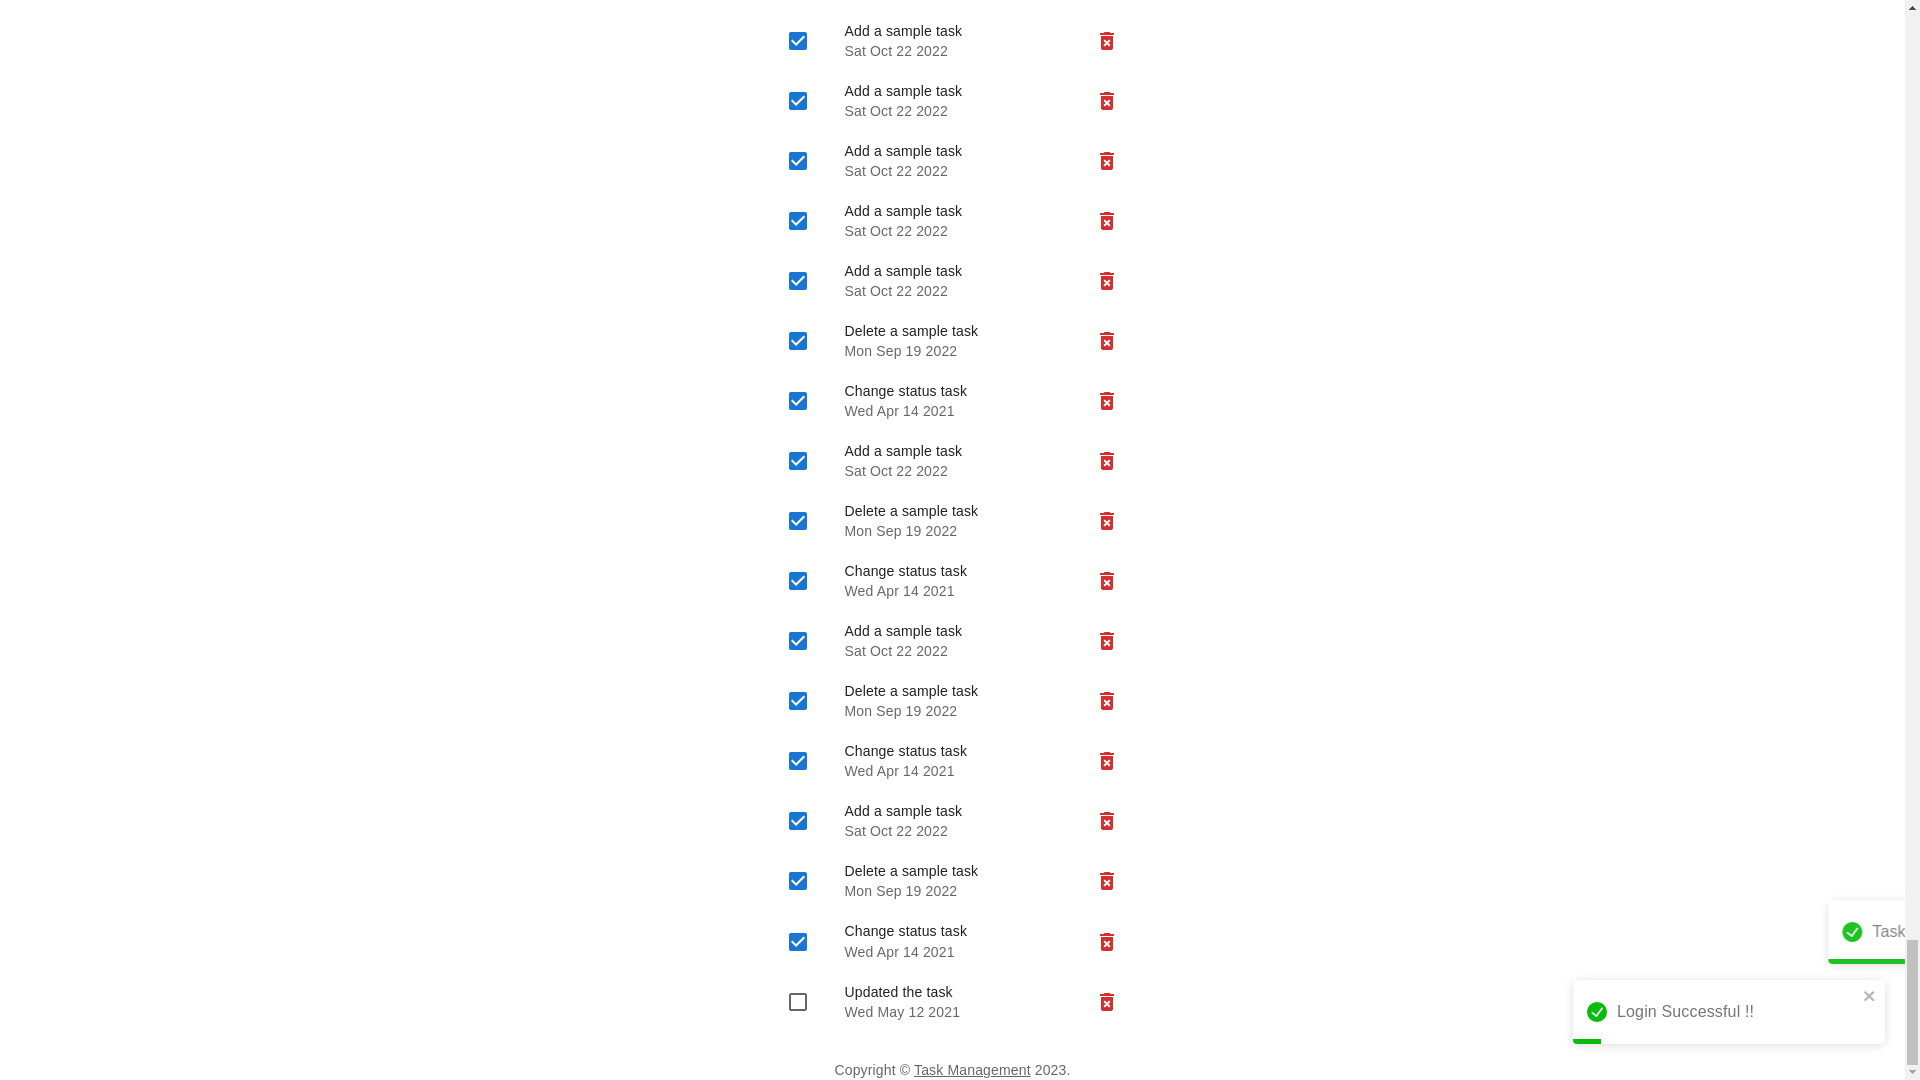 Add a sample task
Sat Oct 22 2022
Add a sample task
Sat Oct 22 2022
Add a sample task
Sat Oct 22 2022
Add a sample task
Sat Oct 22 2022
Add a sample task
Sat Oct 22 2022
Delete a sample task
Mon Sep 19 2022
Change status task
Wed Apr 14 2021
Add a sample task
Sat Oct 22 2022
Delete a sample task
Mon Sep 19 2022
Change status task
Wed Apr 14 2021
Add a sample task
Sat Oct 22 2022
Delete a sample task
Mon Sep 19 2022
Change status task
Wed Apr 14 2021
Add a sample task
Sat Oct 22 2022
Delete a sample task
Mon Sep 19 2022
Change status task
Wed Apr 14 2021
Task
Updated the task
Wed May 12 2021
Login Successful !!
Copyright © Task Management 2023.